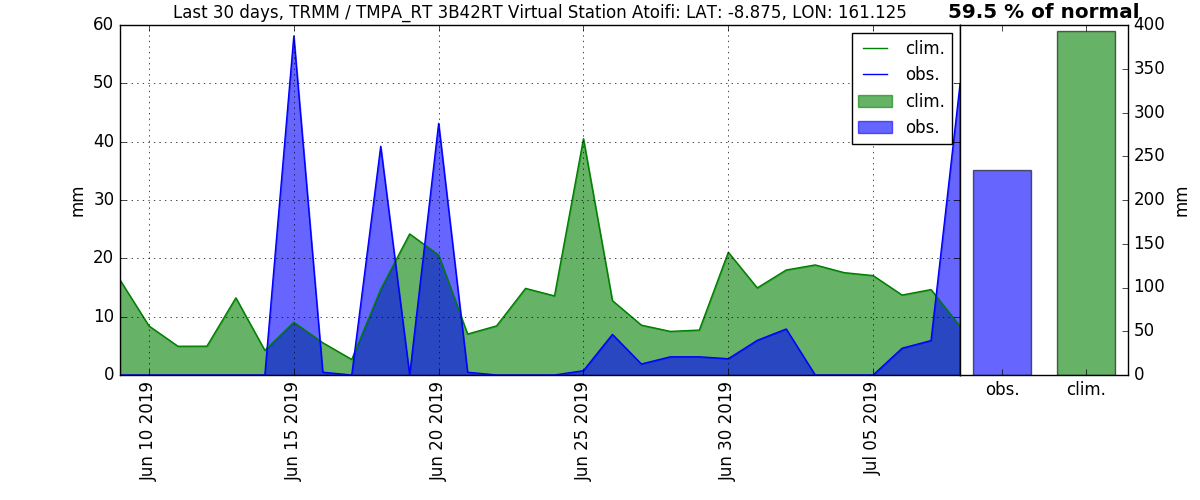 Last 30 days, TRMM / TMPA_RT 3B42RT Virtual Station Atoifi: LAT: -8.875, LON: 161.125
59.5 % of normal
60
50
40
30
20
10
0
mm
clim.
obs.
clim.
obs.
Jun 10 2019
Jun 15 2019
Jun 20 2019
Jun 25 2019
Jun 30 2019
Jul 05 2019
400
350
300
250
200
150
100
50
0
mm
obs.
clim.